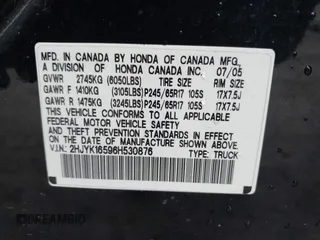 MFD. IN CANADA BY HONDA OF CANADA MFG.
A DIVISION OF HONDA CANADA INC. 07/05
GVWR 2745KG (6050LBS) TIRE SIZE RIM SIZE
GAWR F 1410KG (3105LBS) P245/65R17 105S 17X7.5J
GAWR R 1475KG (3245LBS) P245/65R17 105S 17X7.5J
THIS VEHICLE CONFORMS TO ALL APPLICABLE
FEDERAL MOTOR VEHICLE SAFETY
AND THEFT PREVENTION STANDARDS IN EFFECT
ON THE DATE OF MANUFACTURE SHOWN ABOVE.
V.I.N: 2HJYK16596H530876 TYPE: TRUCK
© DREAMBID